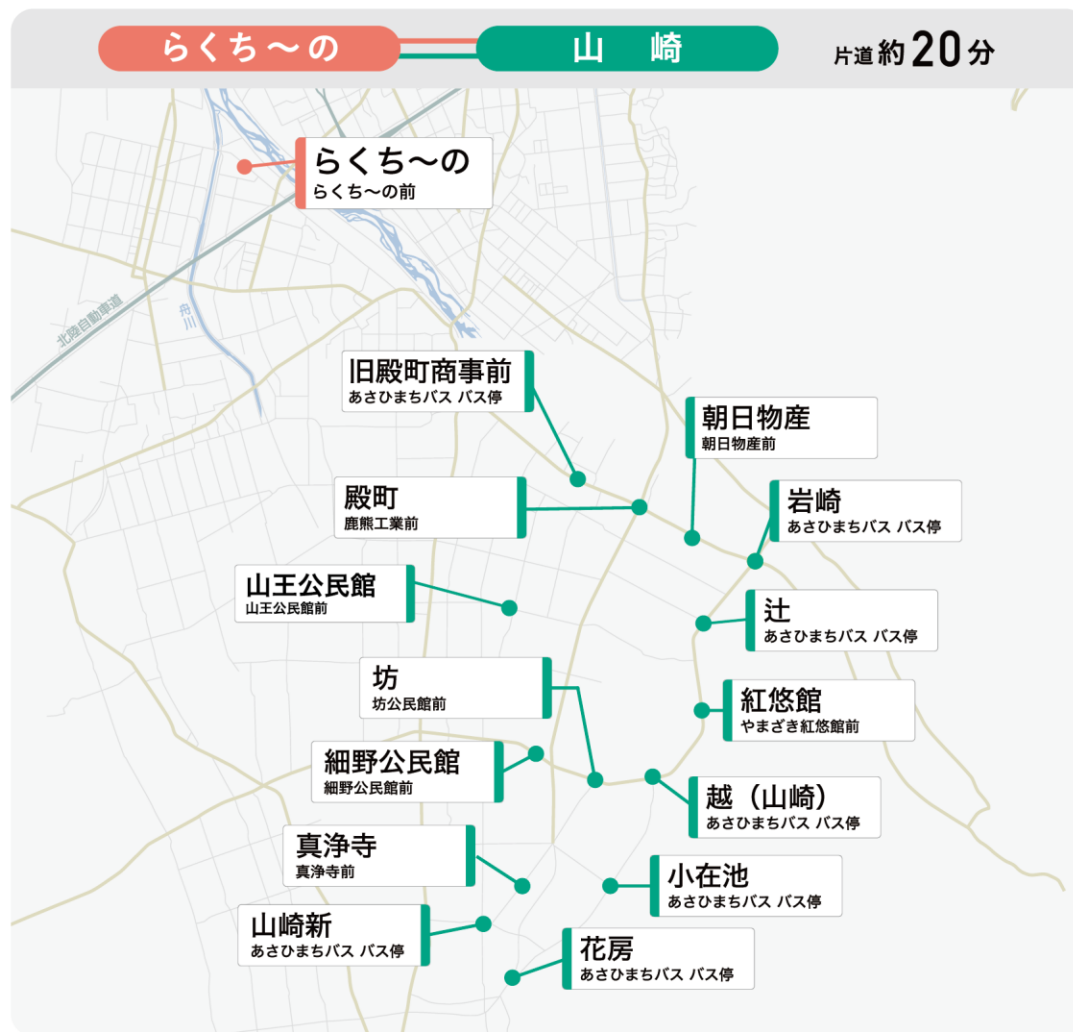 らくち～の
山崎
片道約20分
らくち～の
らくち～の前
北陸自動車道
舟川
旧殿町商事前
あさひまちバス バス停
朝日物産
朝日物産前
殿町
鹿熊工業前
岩崎
あさひまちバス バス停
山王公民館
山王公民館前
辻
あさひまちバス バス停
坊
坊公民館前
紅悠館
やまざき紅悠館前
細野公民館
細野公民館前
越（山崎）
あさひまちバス バス停
真浄寺
真浄寺前
小在池
あさひまちバス バス停
山崎新
あさひまちバス バス停
花房
あさひまちバス バス停